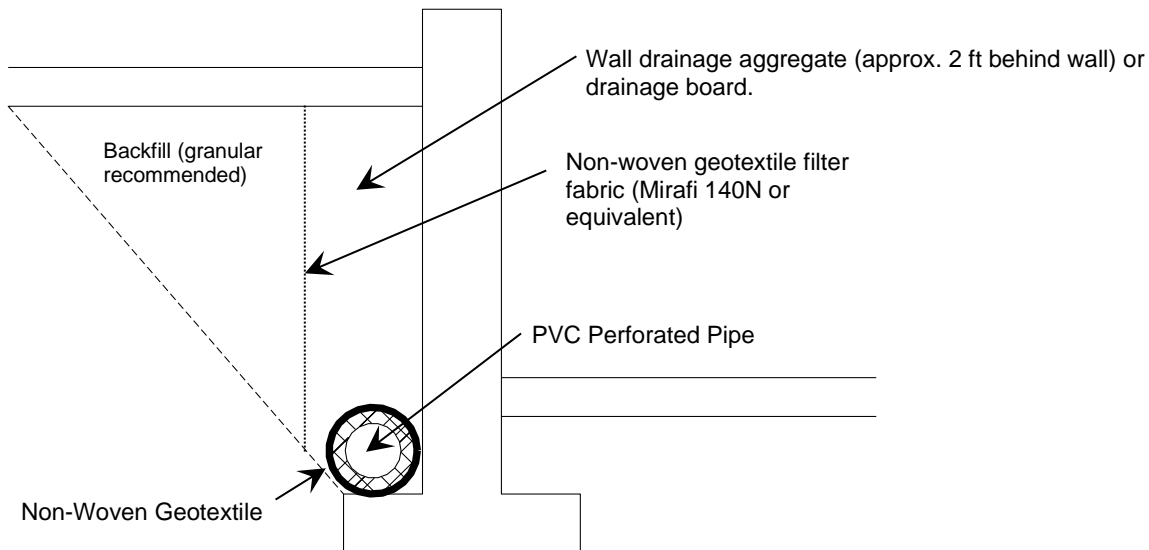 Wall drainage aggregate (approx. 2 ft behind wall) or
drainage board.
Backfill (granular
recommended)
Non-woven geotextile filter
fabric (Mirafi 140N or
equivalent)
PVC Perforated Pipe
Non-Woven Geotextile